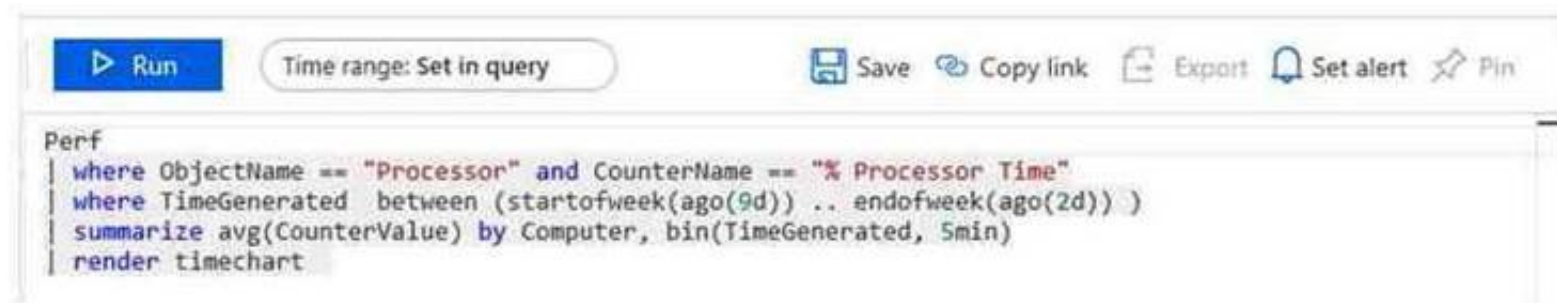 Run Time range: Set in query Save Copy link Export Set alert Pin
Perf
| where ObjectName == "Processor" and CounterName == "% Processor Time"
| where TimeGenerated between (startofweek(ago(9d)) .. endofweek(ago(2d)) )
| summarize avg(CounterValue) by Computer, bin(TimeGenerated, 5min)
| render timechart